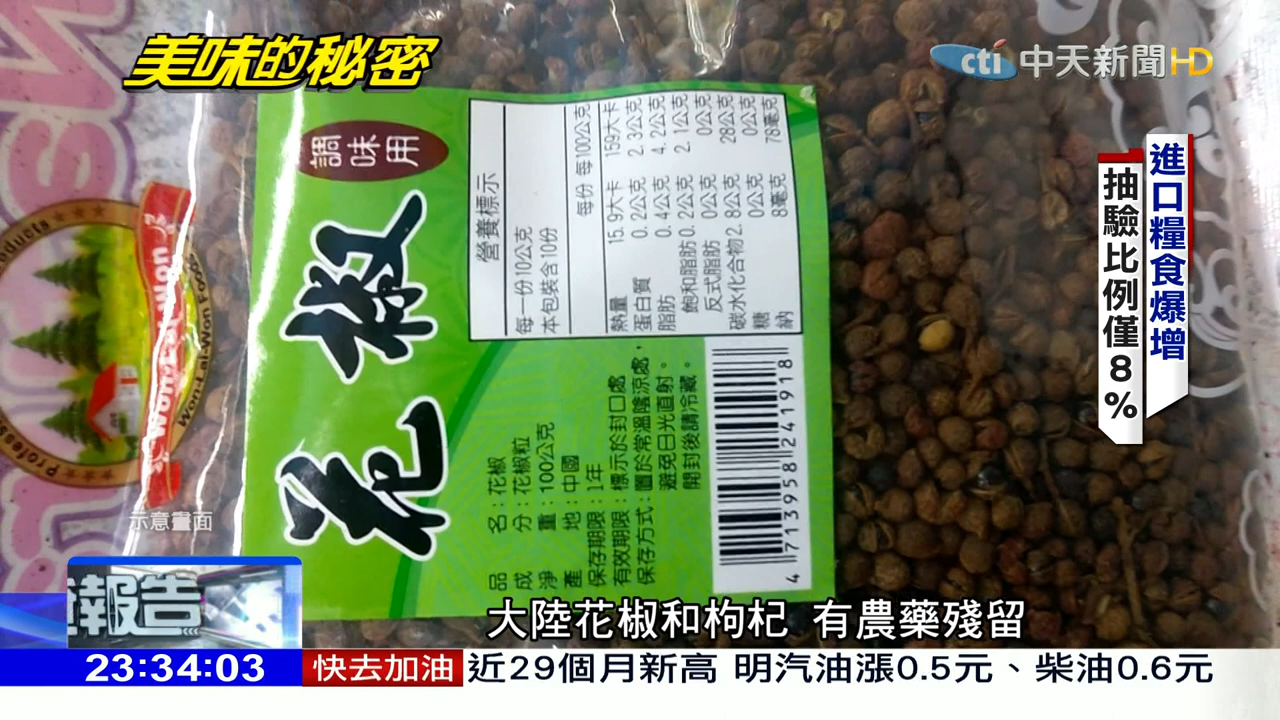 美味的秘密
cti 中天新聞HD
進口糧食爆增
抽驗比例僅8%
調味用
花椒
營養標示
每一份10公克
本包裝含10份
每份 每100公克
熱量 15.9大卡 159大卡
蛋白質 0.2公克 2.3公克
脂肪 0.4公克 4.2公克
飽和脂肪 0.2公克 2.1公克
反式脂肪 0公克 0公克
碳水化合物 2.8公克 28公克
糖 0公克 0公克
鈉 8毫克 78毫克
品名:花椒
成分:花椒粒
淨重:100公克
產地:中國
保存期限:1年
有效期限:標示於封口處
保存方式:置於常溫陰涼處,
避免日光直射。
開封後請冷藏。
4 713958 241918
Won-Lai-Won Foods
示意畫面
報告
大陸花椒和枸杞 有農藥殘留
23:34:03
快去加油
近29個月新高 明汽油漲0.5元、柴油0.6元